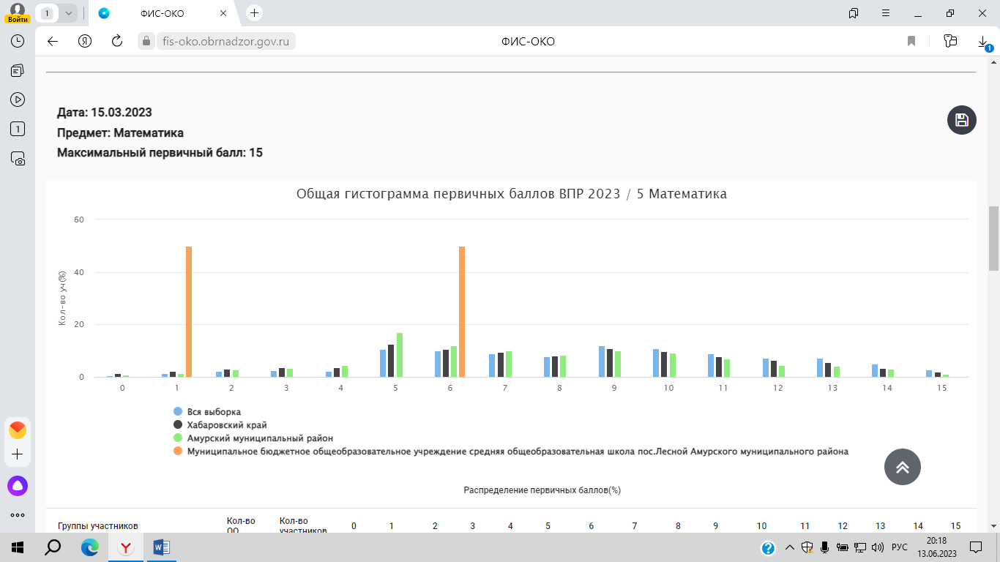 Войти
1
ФИС-ОКО
fis-oko.obrnadzor.gov.ru
ФИС-ОКО
1
1
Дата: 15.03.2023
Предмет: Математика
Максимальный первичный балл: 15
Общая гистограмма первичных баллов ВПР 2023 / 5 Математика
Кол-во уч(%)
60
40
20
0
0 1 2 3 4 5 6 7 8 9 10 11 12 13 14 15
Вся выборка
Хабаровский край
Амурский муниципальный район
Муниципальное бюджетное общеобразовательное учреждение средняя общеобразовательная школа пос.Лесной Амурского муниципального района
Распределение первичных баллов(%)
Группы участников Кол-во ОО Кол-во участников 0 1 2 3 4 5 6 7 8 9 10 11 12 13 14 15
РУС
20:18
13.06.2023